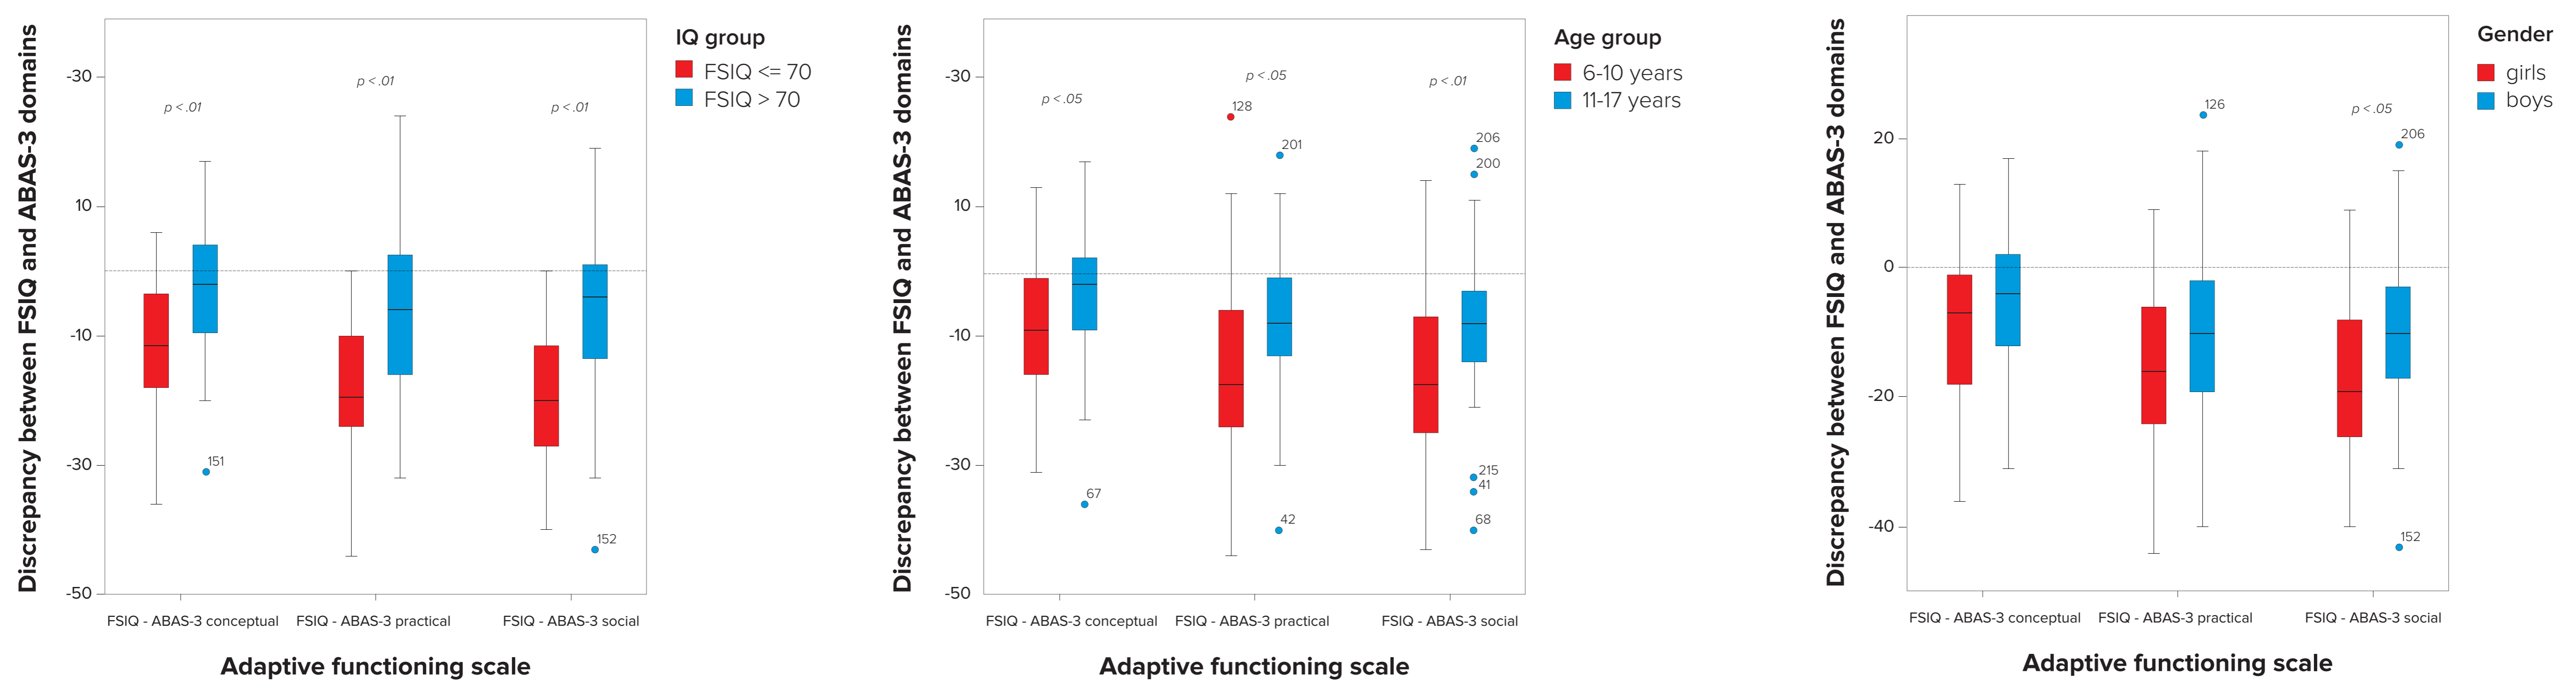 Discrepancy between FSIQ and ABAS-3 domains
-30
10
-10
-30
-50
p < .01
p < .01
p < .01
151
152
FSIQ - ABAS-3 conceptual
FSIQ - ABAS-3 practical
FSIQ - ABAS-3 social
Adaptive functioning scale
IQ group
FSIQ <= 70
FSIQ > 70
Discrepancy between FSIQ and ABAS-3 domains
-30
10
-10
-30
-50
p < .05
p < .05
p < .01
128
201
206
200
67
42
215
41
68
FSIQ - ABAS-3 conceptual
FSIQ - ABAS-3 practical
FSIQ - ABAS-3 social
Adaptive functioning scale
Age group
6-10 years
11-17 years
Discrepancy between FSIQ and ABAS-3 domains
20
0
-20
-40
p < .05
126
206
152
FSIQ - ABAS-3 conceptual
FSIQ - ABAS-3 practical
FSIQ - ABAS-3 social
Adaptive functioning scale
Gender
girls
boys